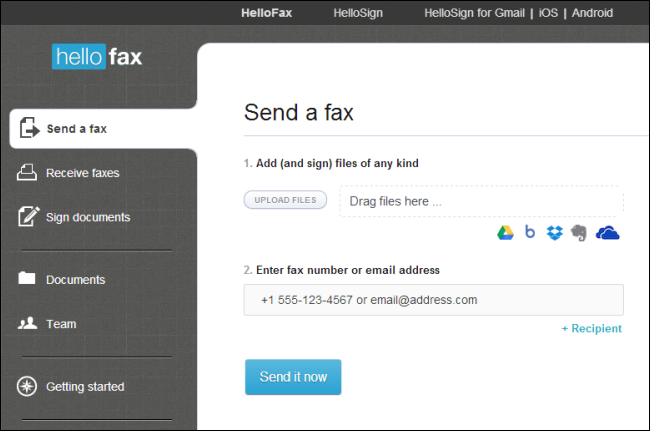 HelloFax HelloSign HelloSign for Gmail | iOS | Android
hello fax
Send a fax
Receive faxes
Sign documents
Documents
Team
Getting started
Send a fax
1. Add (and sign) files of any kind
UPLOAD FILES Drag files here ...
2. Enter fax number or email address
+1 555-123-4567 or email@address.com
+ Recipient
Send it now